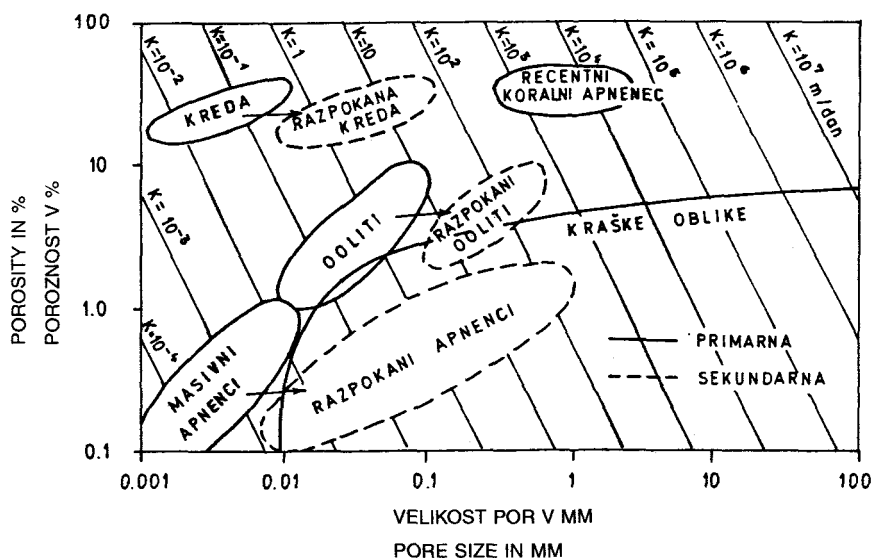 POROSITY IN %
POROZNOST V %
100
10
1.0
0.1
K=10⁻²
K=10⁻¹
K=1
K=10
K=10²
K=10³
K=10⁴
K=10⁵
K=10⁶
K=10⁷ m/dan
K=10⁻³
K=10⁻⁴
KREDA
RAZPOKANA
KREDA
RECENTNI
KORALNI APNENEC
OOLITI
RAZPOKANI
OOLITI
KRAŠKE OBLIKE
MASIVNI
APNENCI
RAZPOKANI APNENCI
PRIMARNA
SEKUNDARNA
0.001
0.01
0.1
1
10
100
VELIKOST POR V MM
PORE SIZE IN MM